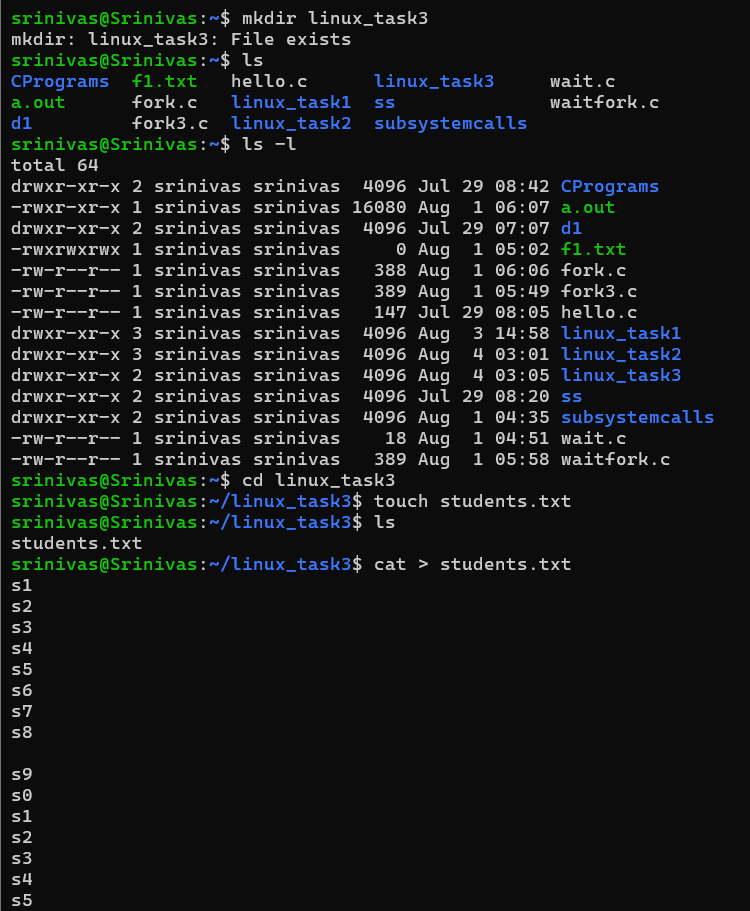 srinivas@Srinivas:~$ mkdir linux_task3
mkdir: linux_task3: File exists
srinivas@Srinivas:~$ ls
CPrograms  f1.txt   hello.c      linux_task3     wait.c
a.out      fork.c   linux_task1  ss              waitfork.c
d1         fork3.c  linux_task2  subsystemcalls
srinivas@Srinivas:~$ ls -l
total 64
drwxr-xr-x 2 srinivas srinivas  4096 Jul 29 08:42 CPrograms
-rwxr-xr-x 1 srinivas srinivas 16080 Aug  1 06:07 a.out
drwxr-xr-x 2 srinivas srinivas  4096 Jul 29 07:07 d1
-rwxrwxrwx 1 srinivas srinivas     0 Aug  1 05:02 f1.txt
-rw-r--r-- 1 srinivas srinivas   388 Aug  1 06:06 fork.c
-rw-r--r-- 1 srinivas srinivas   389 Aug  1 05:49 fork3.c
-rw-r--r-- 1 srinivas srinivas   147 Jul 29 08:05 hello.c
drwxr-xr-x 3 srinivas srinivas  4096 Aug  3 14:58 linux_task1
drwxr-xr-x 3 srinivas srinivas  4096 Aug  4 03:01 linux_task2
drwxr-xr-x 2 srinivas srinivas  4096 Aug  4 03:05 linux_task3
drwxr-xr-x 2 srinivas srinivas  4096 Jul 29 08:20 ss
drwxr-xr-x 2 srinivas srinivas  4096 Aug  1 04:35 subsystemcalls
-rw-r--r-- 1 srinivas srinivas    18 Aug  1 04:51 wait.c
-rw-r--r-- 1 srinivas srinivas   389 Aug  1 05:58 waitfork.c
srinivas@Srinivas:~$ cd linux_task3
srinivas@Srinivas:~/linux_task3$ touch students.txt
srinivas@Srinivas:~/linux_task3$ ls
students.txt
srinivas@Srinivas:~/linux_task3$ cat > students.txt
s1
s2
s3
s4
s5
s6
s7
s8

s9
s0
s1
s2
s3
s4
s5